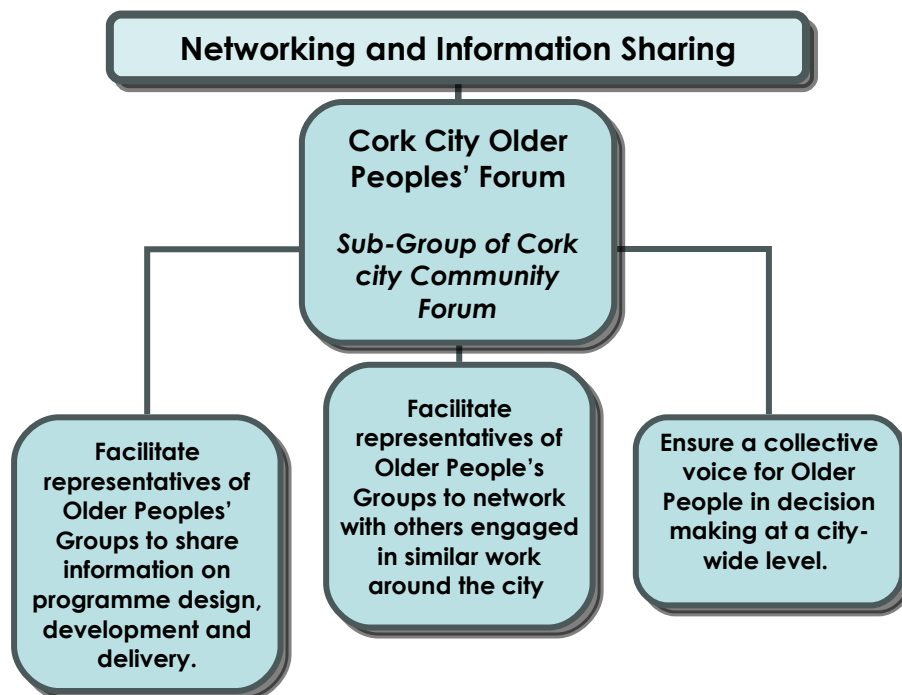 Networking and Information Sharing
Cork City Older
Peoples’ Forum
Sub-Group of Cork
city Community
Forum
Facilitate
representatives of
Older Peoples’
Groups to share
information on
programme design,
development and
delivery.
Facilitate
representatives of
Older People’s
Groups to network
with others engaged
in similar work
around the city
Ensure a collective
voice for Older
People in decision
making at a city-
wide level.